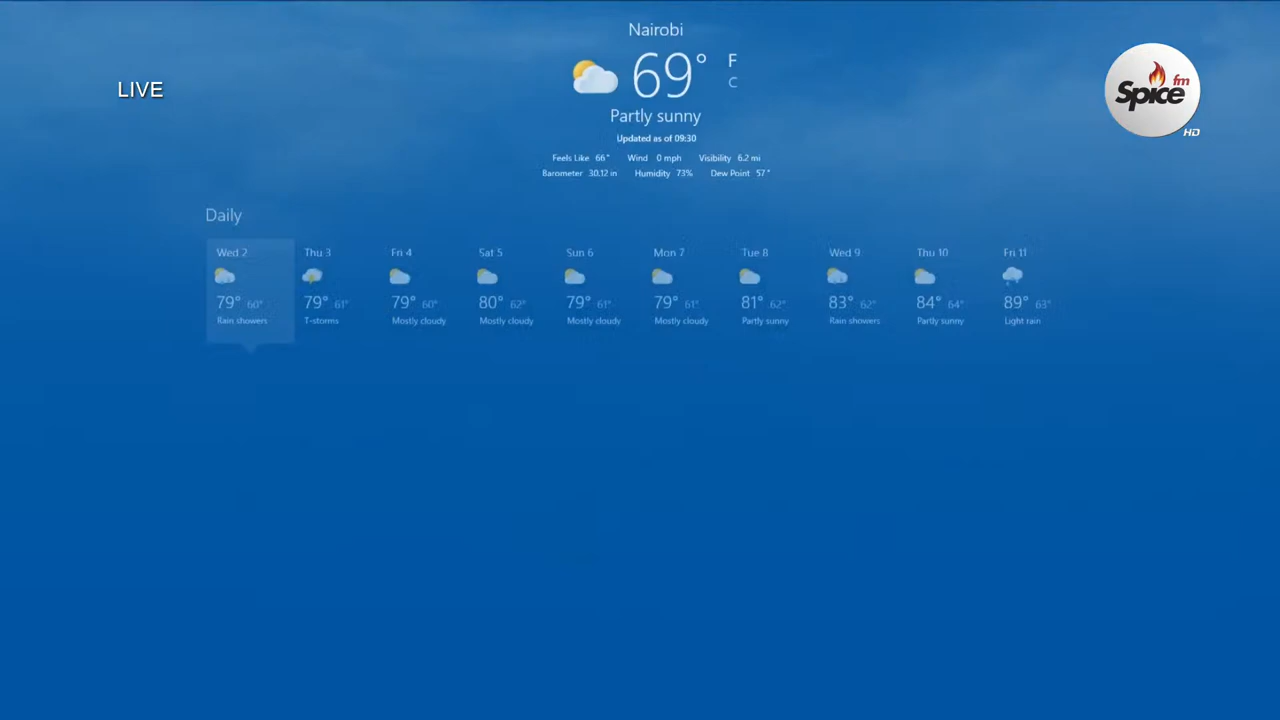 Nairobi
LIVE
69°
F
C
Spice fm
HD
Partly sunny
Updated as of 09:30
Feels Like 66° Wind 0 mph Visibility 6.2 mi
Barometer 30.12 in Humidity 73% Dew Point 57°
Daily
Wed 2 Thu 3 Fri 4 Sat 5 Sun 6 Mon 7 Tue 8 Wed 9 Thu 10 Fri 11
79° 60° 79° 61° 79° 60° 80° 62° 79° 61° 79° 61° 81° 62° 83° 62° 84° 64° 89° 63°
Rain showers T-storms Mostly cloudy Mostly cloudy Mostly cloudy Mostly cloudy Partly sunny Rain showers Partly sunny Light rain